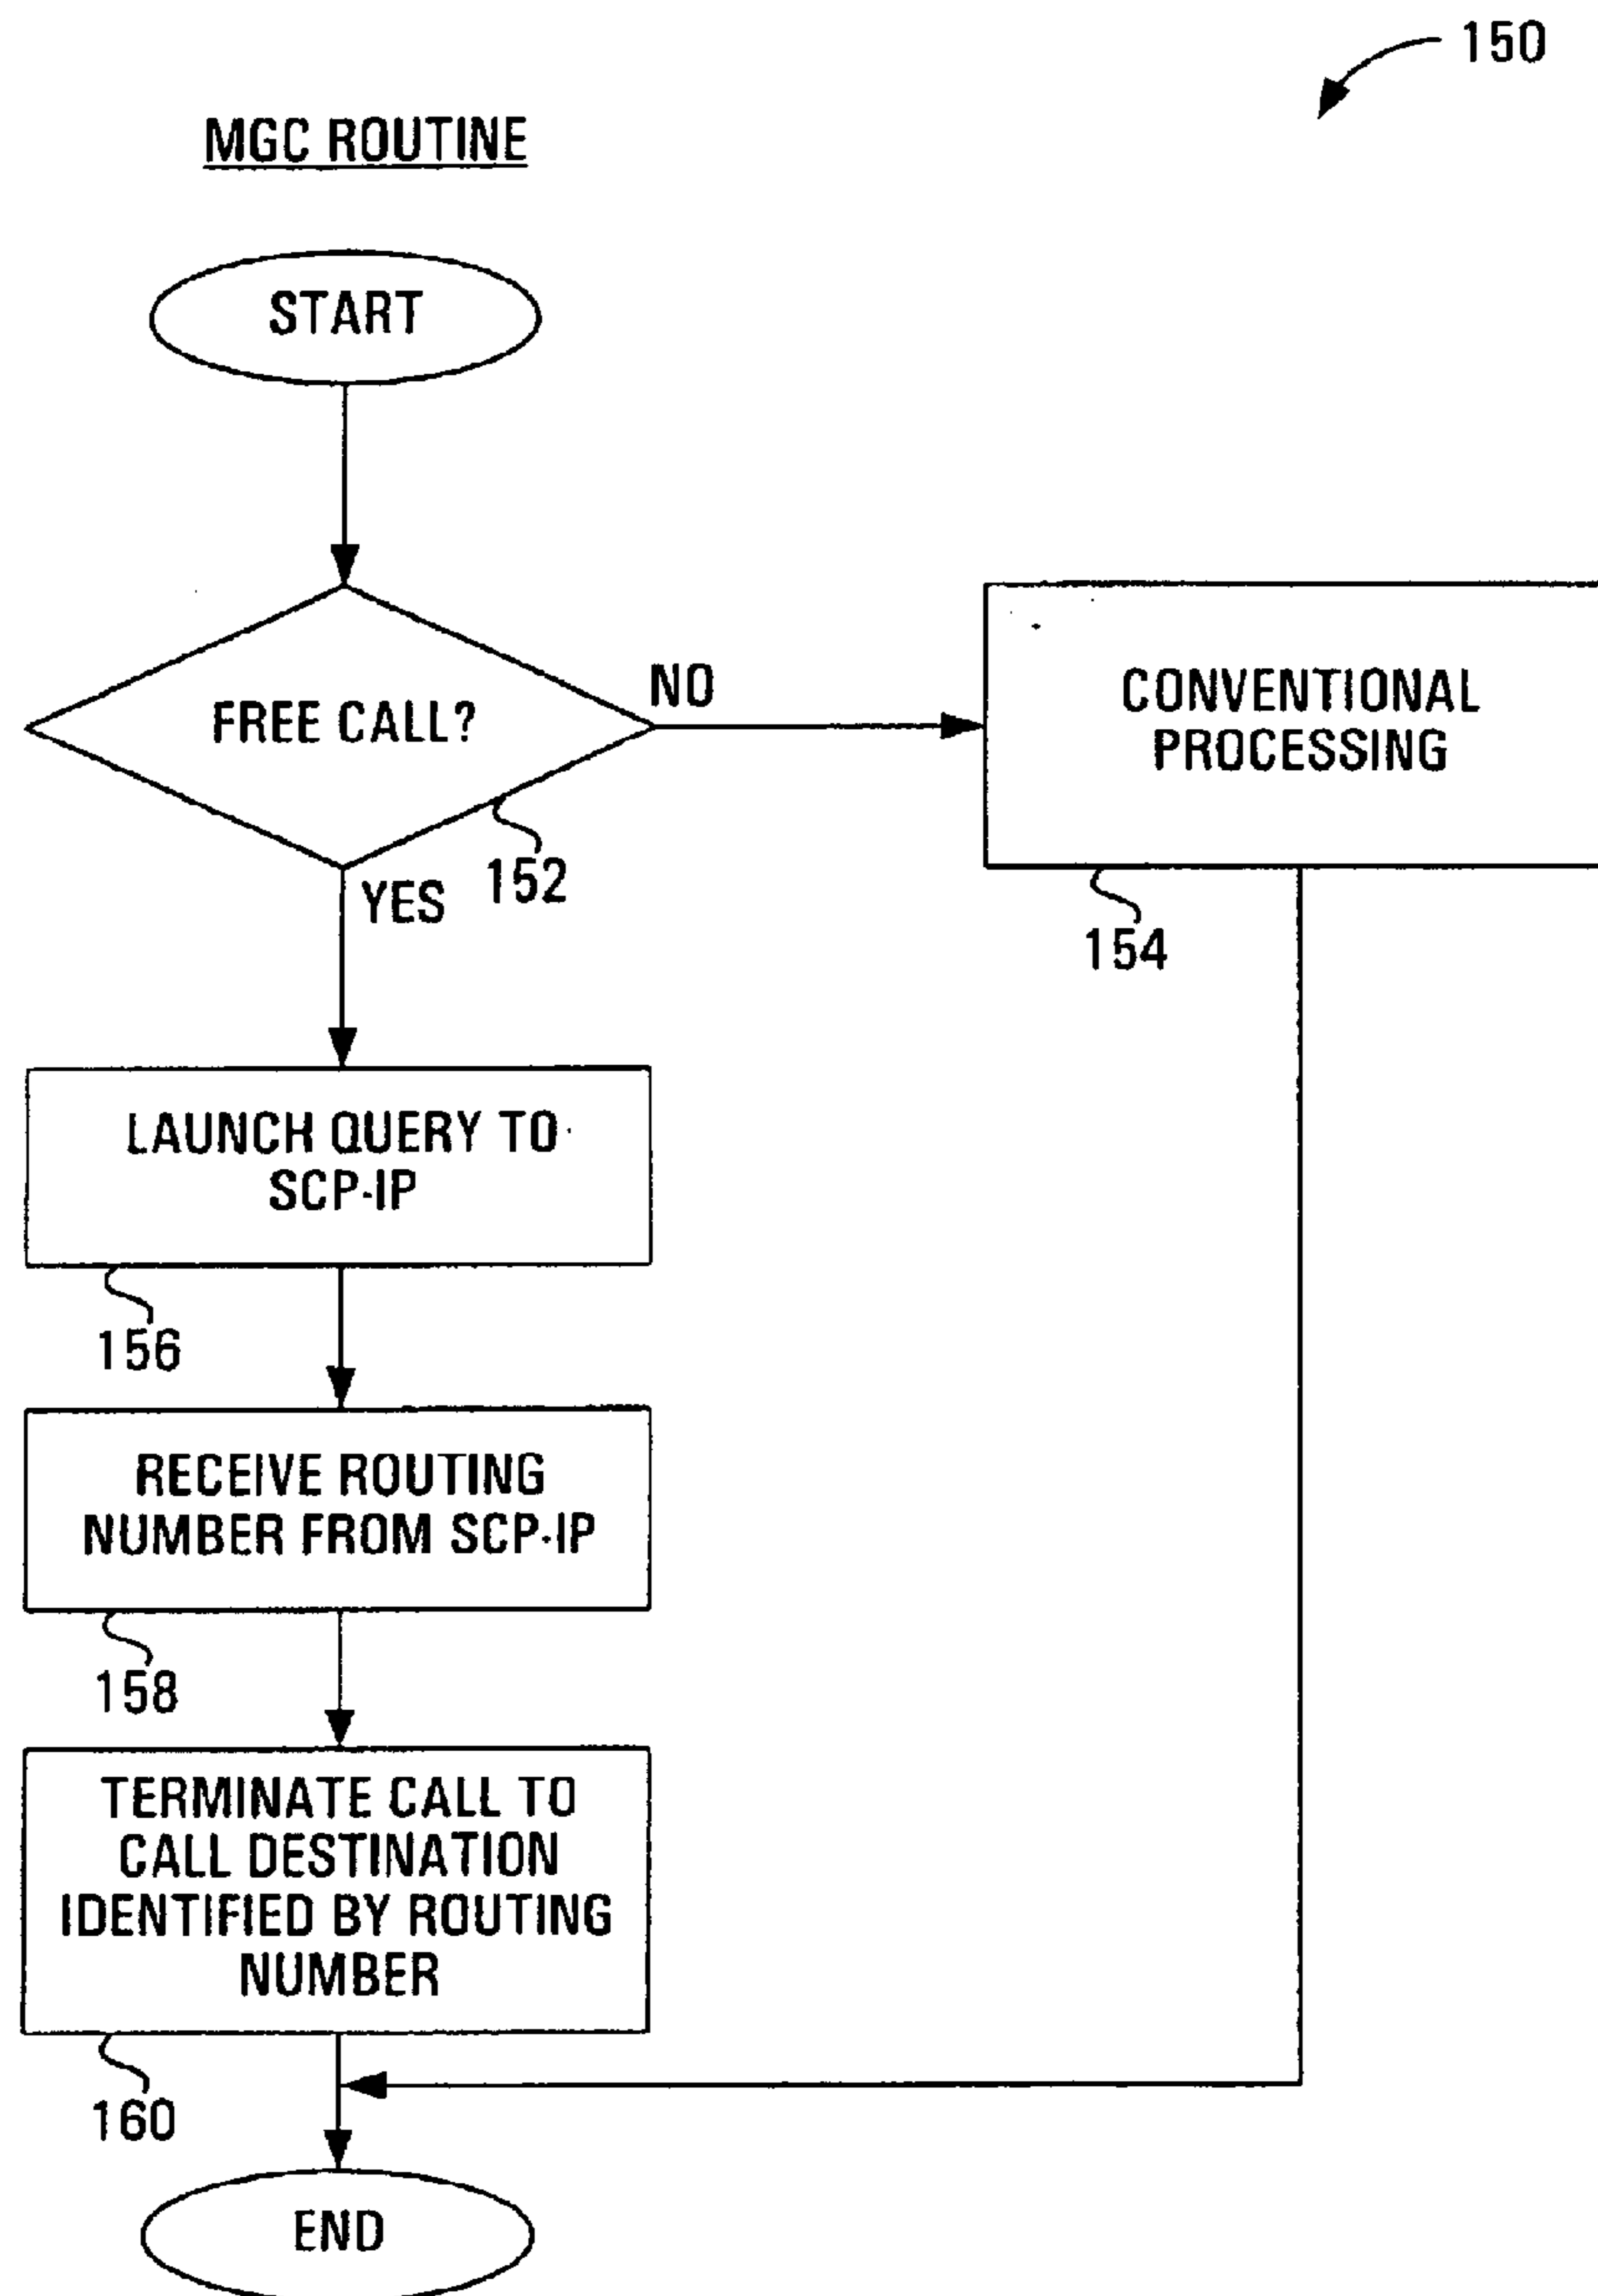 150
MGC ROUTINE
START
FREE CALL?
NO
CONVENTIONAL
PROCESSING
152
YES
154
LAUNCH QUERY TO
SCP-IP
156
RECEIVE ROUTING
NUMBER FROM SCP-IP
158
TERMINATE CALL TO
CALL DESTINATION
IDENTIFIED BY ROUTING
NUMBER
160
END